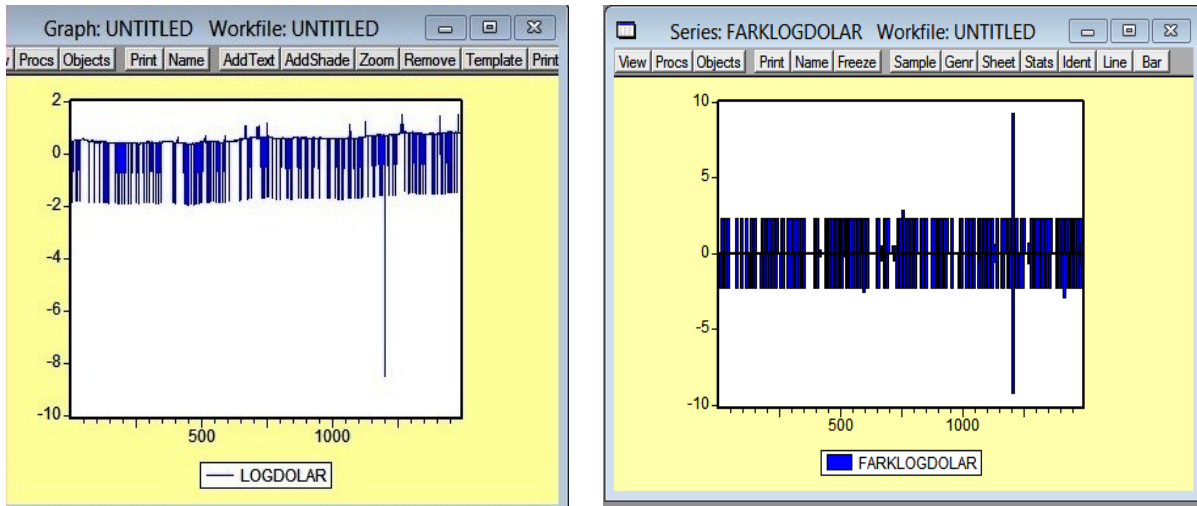 Graph: UNTITLED Workfile: UNTITLED
Procs Objects Print Name AddText AddShade Zoom Remove Template Print
2
0
-2
-4
-6
-8
-10
500 1000
LOGDOLAR
Series: FARKLOGDOLAR Workfile: UNTITLED
View Procs Objects Print Name Freeze Sample Genr Sheet Stats Ident Line Bar
10
5
0
-5
-10
500 1000
FARKLOGDOLAR